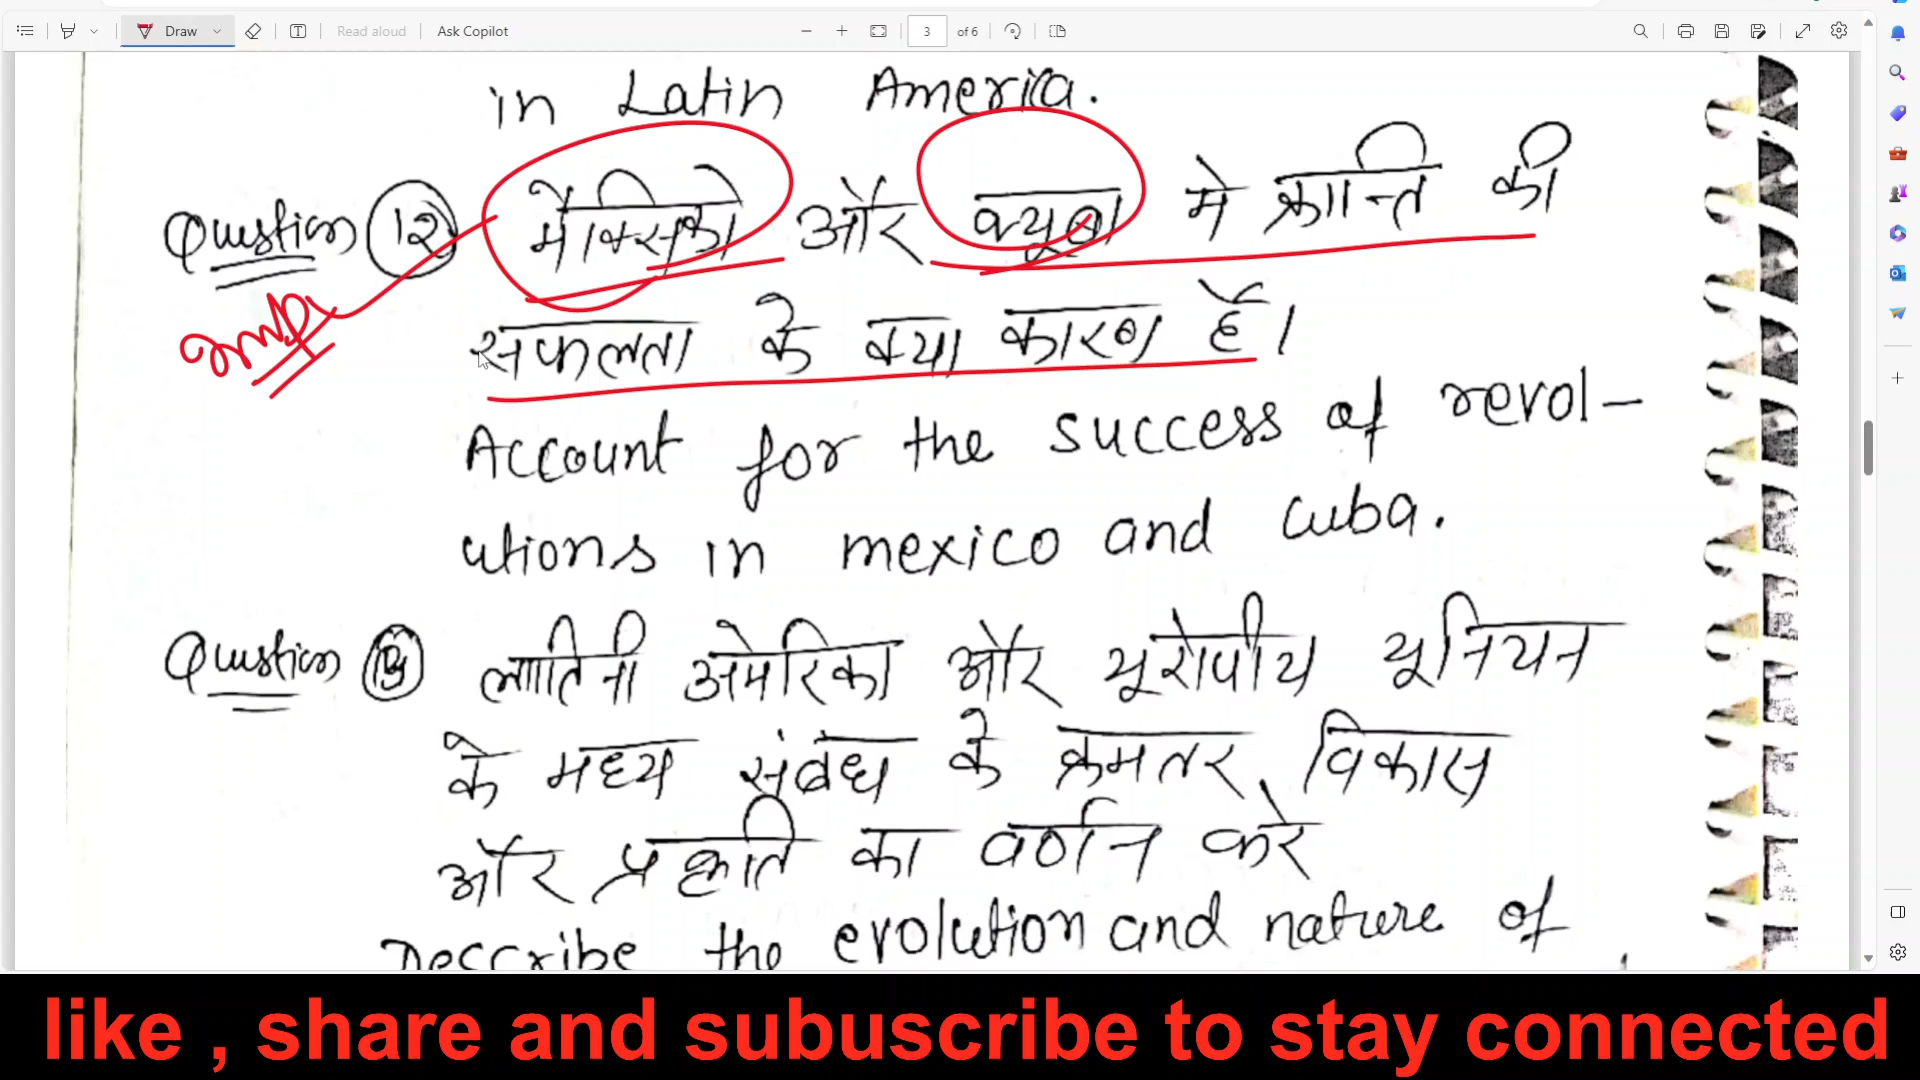 Draw
Read aloud
Ask Copilot
3
of 6
in Latin America.
Question 12 मैक्सिको और क्यूबा मे क्रान्ति की
Imp
सफलता के क्या कारण हैं।
Account for the success of revol-
utions in mexico and Cuba.
Question 13 लातिनी अमेरिका और यूरोपीय यूनियन
के मध्य संबंध के क्रमतर विकास
और प्रकृति का वर्णन करे
Describe the evolution and nature of
like , share and subuscribe to stay connected